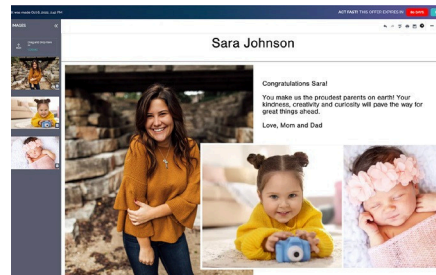 ACT FAST! THIS OFFER EXPIRES IN
IMAGES
Sara Johnson
Congratulations Sara!
You make us the proudest parents on earth! Your
kindness, creativity and curiosity will pave the way for
great things ahead.
Love, Mom and Dad